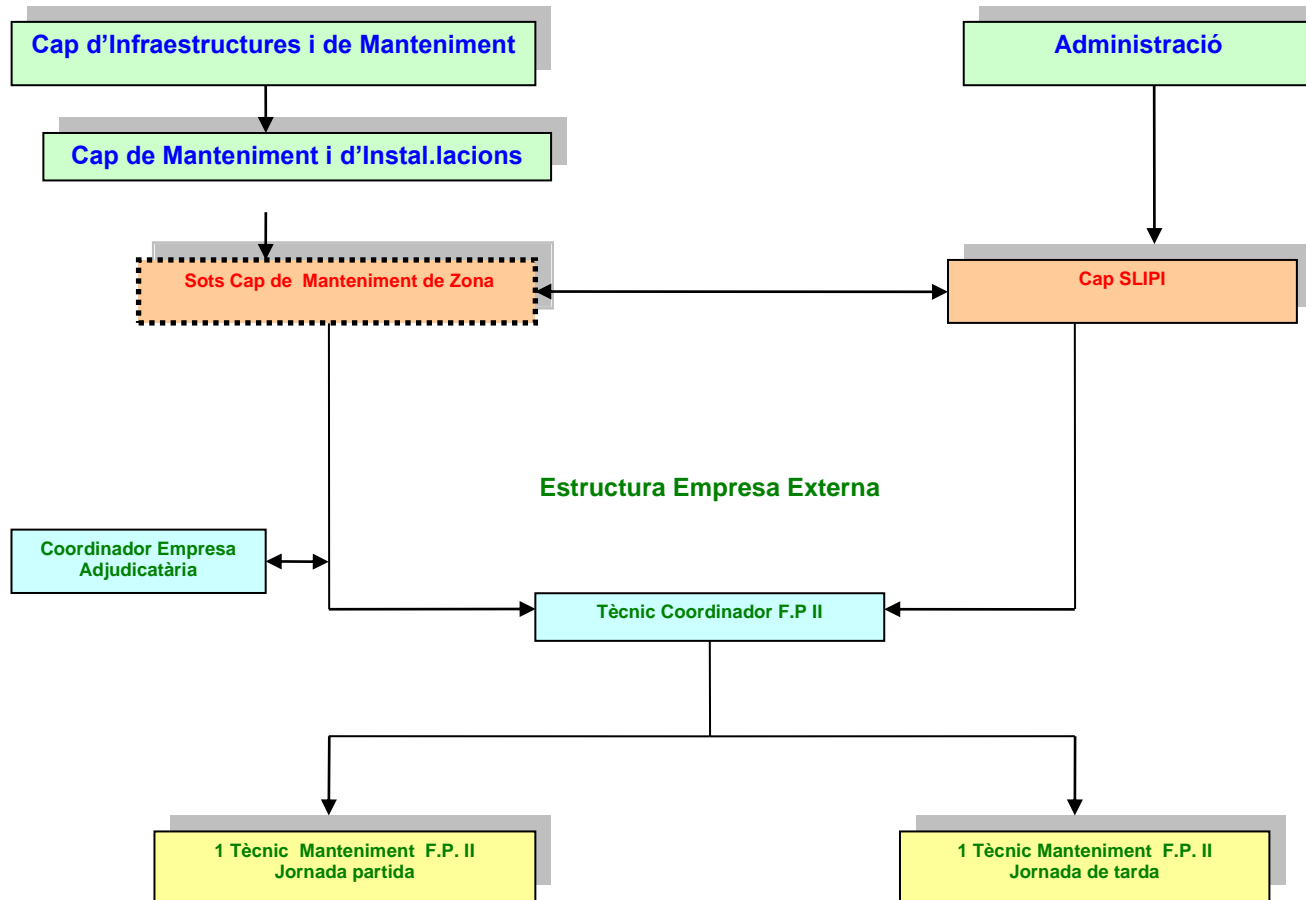 Cap d’Infraestructures i de Manteniment
Administració
Cap de Manteniment i d’Instal.lacions
Sots Cap de Manteniment de Zona
Cap SLIPI
Estructura Empresa Externa
Coordinador Empresa
Adjudicatària
Tècnic Coordinador F.P II
1 Tècnic Manteniment F.P. II
Jornada partida
1 Tècnic Manteniment F.P. II
Jornada de tarda